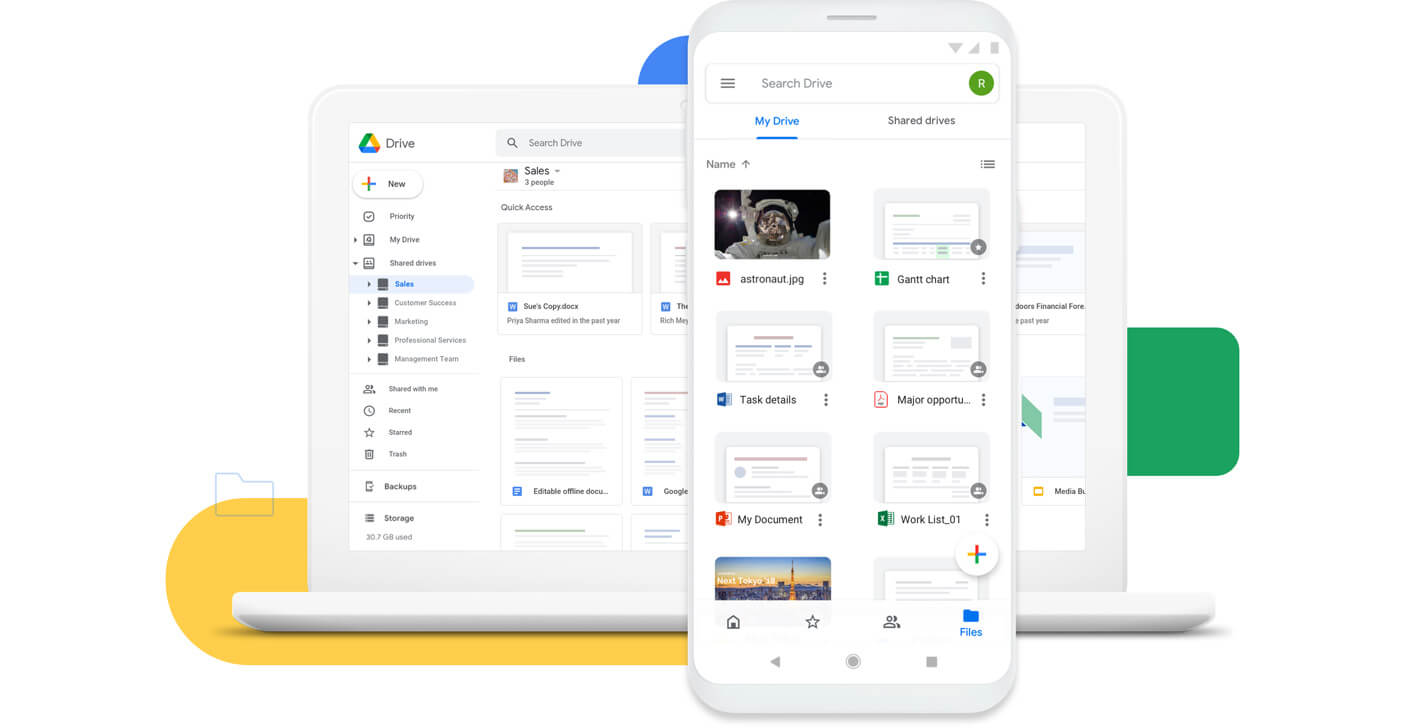 Drive
Search Drive
New
Sales
3 people
Priority
My Drive
Shared drives
Sales
Customer Success
Marketing
Professional Services
Management Team
Shared with me
Recent
Starred
Trash
Backups
Storage
30.7 GB used
Quick Access
Sue's Copy.docx
Priya Sharma edited in the past year
The
Rich Mey
doors Financial Fore..
e past year
Files
Editable offline docu...
Google
Media Bu
Search Drive
R
My Drive
Shared drives
Name
astronaut.jpg
Gantt chart
Task details
Major opportu...
My Document
Work List_01
Next Tokyo '18
Files